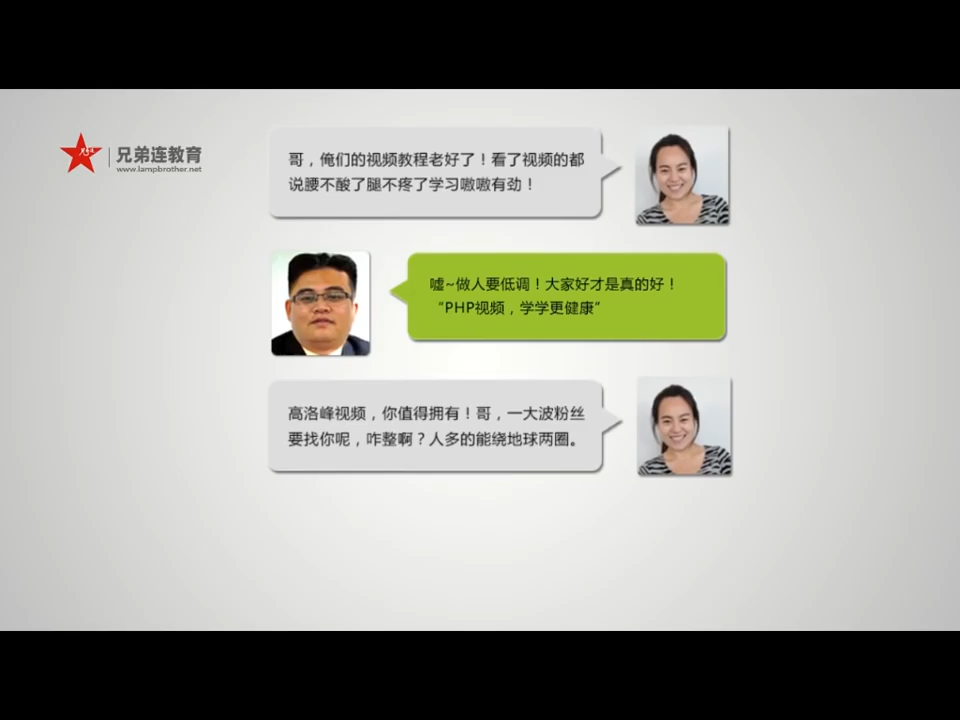 兄弟连教育
www.lampbrother.net
哥，俺们的视频教程老好了！看了视频的都
说腰不酸了腿不疼了学习嗷嗷有劲！
嘘~做人要低调！大家好才是真的好！
“PHP视频，学学更健康”
高洛峰视频，你值得拥有！哥，一大波粉丝
要找你呢，咋整啊？人多的能绕地球两圈。